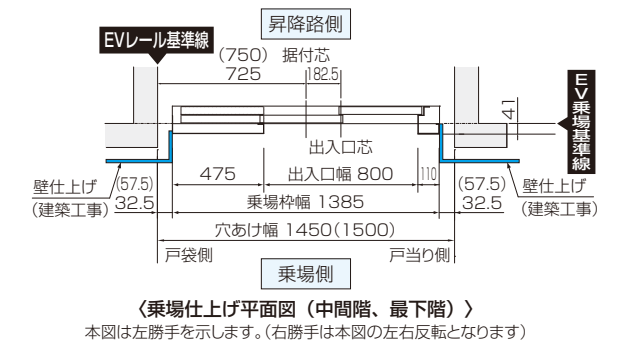 昇降路側
EVレール基準線
(750) 据付芯
725 182.5
EV乗場基準線
41
出入口芯
475 出入口幅 800 110
壁仕上げ
(建築工事)
(57.5)
32.5
乗場枠幅 1385
(57.5)
32.5
壁仕上げ
(建築工事)
穴あけ幅 1450(1500)
戸袋側 戸当り側
乗場側
〈乗場仕上げ平面図（中間階、最下階）〉
本図は左勝手を示します。(右勝手は本図の左右反転となります)